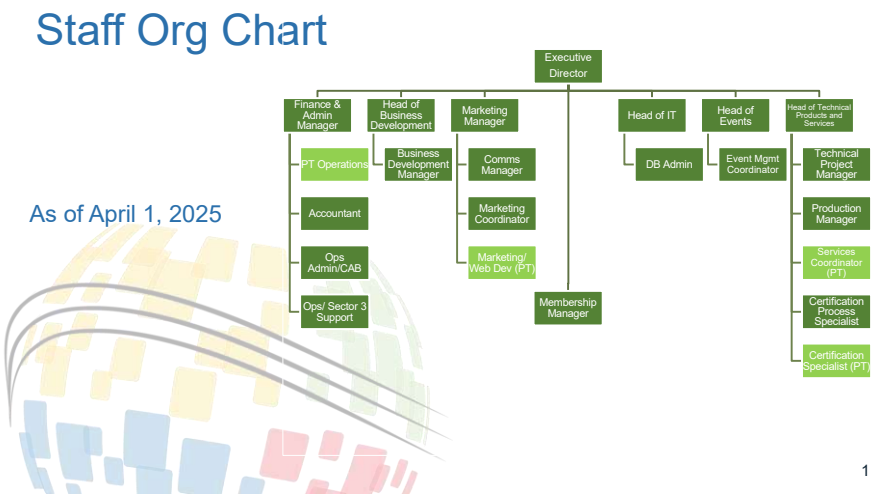 Staff Org Chart
Executive
Director
Finance &
Admin
Manager
Head of
Business
Development
Marketing
Manager
Head of IT
Head of
Events
Head of Technical
Products and
Services
PT Operations
Business
Development
Manager
Comms
Manager
DB Admin
Event Mgmt
Coordinator
Technical
Project
Manager
As of April 1, 2025
Accountant
Marketing
Coordinator
Production
Manager
Ops
Admin/CAB
Marketing/
Web Dev (PT)
Services
Coordinator
(PT)
Ops/ Sector 3
Support
Membership
Manager
Certification
Process
Specialist
Certification
Specialist (PT)
1